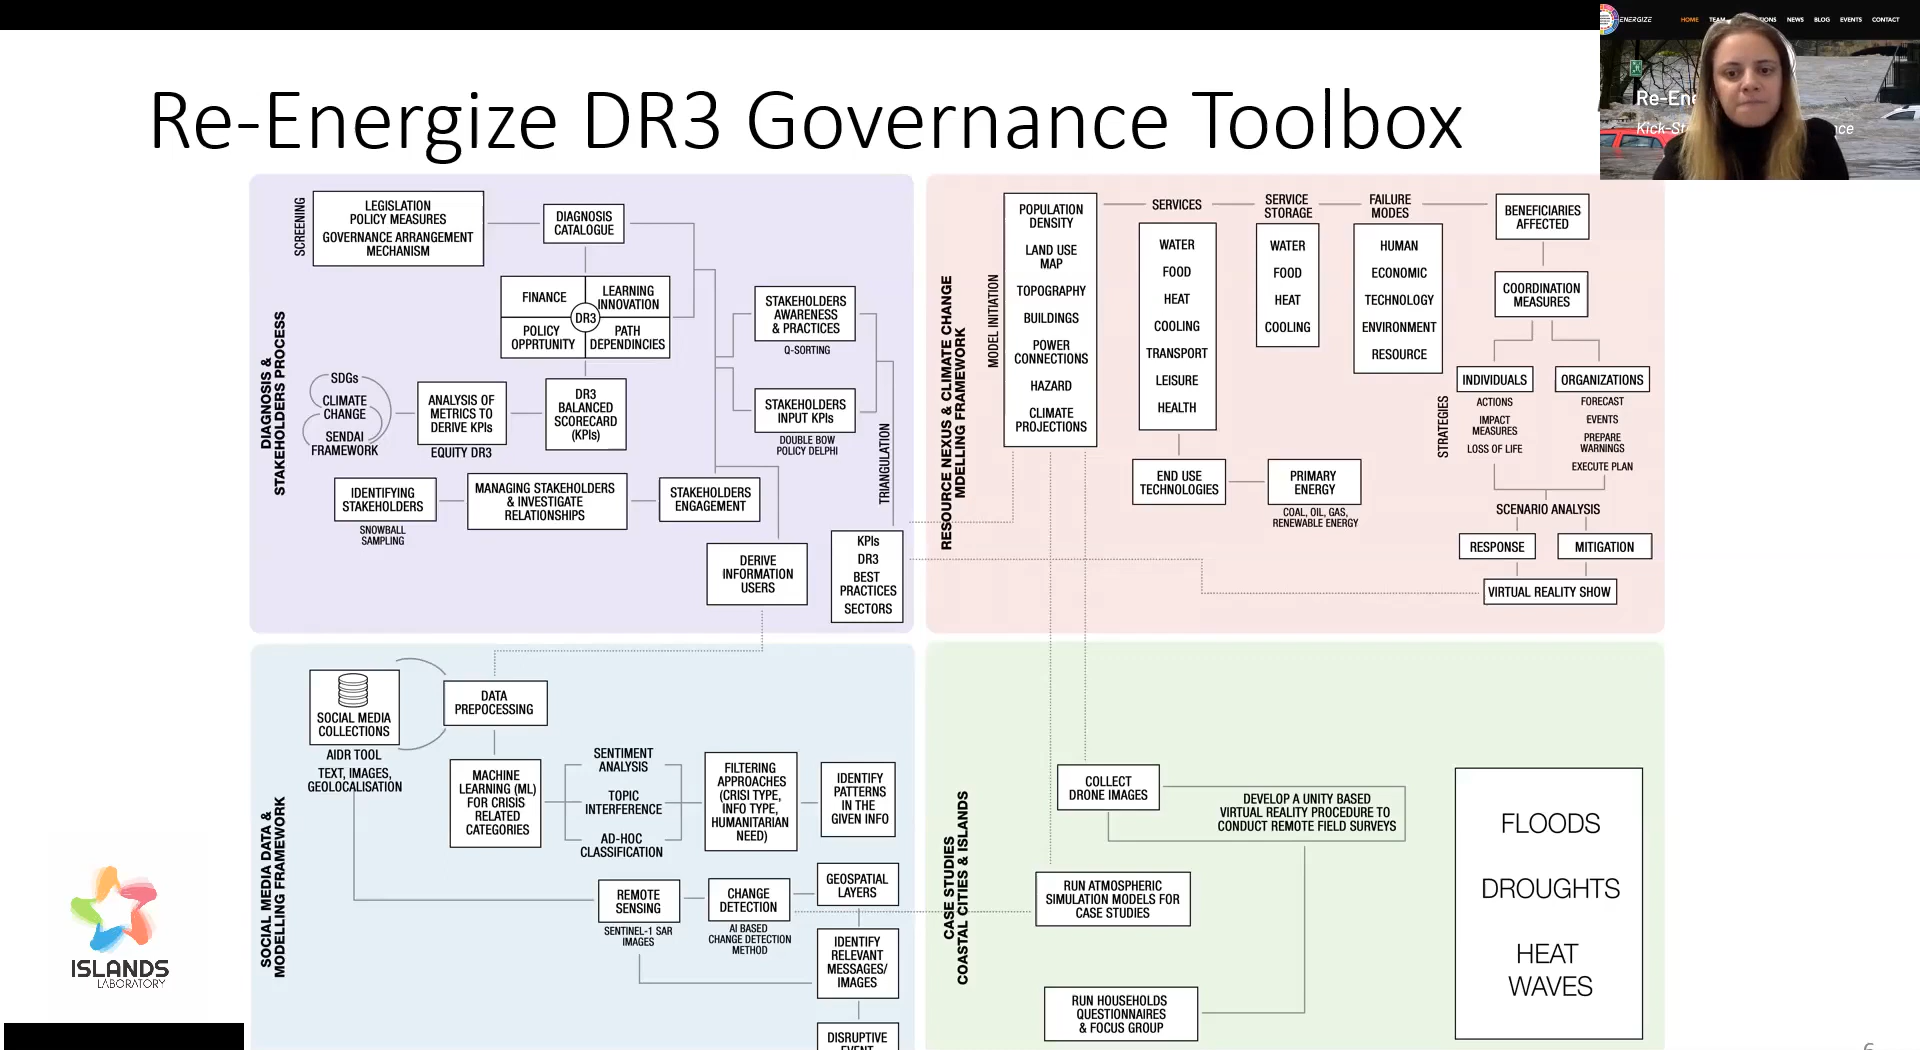 ENERGIZE
HOME
TEAM
NEWS
BLOG
EVENTS
CONTACT
Re-Energize DR3 Governance Toolbox
SCREENING
LEGISLATION
POLICY MEASURES
GOVERNANCE ARRANGEMENT
MECHANISM
DIAGNOSIS
CATALOGUE
FINANCE
LEARNING
INNOVATION
DR3
POLICY
OPPRTUNITY
PATH
DEPENDENCIES
STAKEHOLDERS
AWARENESS
& PRACTICES
Q-SORTING
DIAGNOSIS &
STAKEHOLDERS PROCESS
SDGs
CLIMATE
CHANGE
SENDAI
FRAMEWORK
ANALYSIS OF
METRICS TO
DERIVE KPIs
EQUITY DR3
DR3
BALANCED
SCORECARD
(KPIs)
STAKEHOLDERS
INPUT KPIs
DOUBLE BOW
POLICY DELPHI
TRIANGULATION
IDENTIFYING
STAKEHOLDERS
SNOWBALL
SAMPLING
MANAGING STAKEHOLDERS
& INVESTIGATE
RELATIONSHIPS
STAKEHOLDERS
ENGAGEMENT
DERIVE
INFORMATION
USERS
KPIs
DR3
BEST
PRACTICES
SECTORS
RESOURCE NEXUS & CLIMATE CHANGE
MDELLING FRAMEWORK
MODEL INITIATION
POPULATION
DENSITY
LAND USE
MAP
TOPOGRAPHY
BUILDINGS
POWER
CONNECTIONS
HAZARD
CLIMATE
PROJECTIONS
SERVICES
WATER
FOOD
HEAT
COOLING
TRANSPORT
LEISURE
HEALTH
SERVICE
STORAGE
WATER
FOOD
HEAT
COOLING
FAILURE
MODES
HUMAN
ECONOMIC
TECHNOLOGY
ENVIRONMENT
RESOURCE
BENEFICIARIES
AFFECTED
COORDINATION
MEASURES
END USE
TECHNOLOGIES
PRIMARY
ENERGY
COAL, OIL, GAS,
RENEWABLE ENERGY
STRATEGIES
INDIVIDUALS
ACTIONS
IMPACT
MEASURES
LOSS OF LIFE
ORGANIZATIONS
FORECAST
EVENTS
PREPARE
WARNINGS
EXECUTE PLAN
SCENARIO ANALYSIS
RESPONSE
MITIGATION
VIRTUAL REALITY SHOW
SOCIAL MEDIA DATA &
MODELLING FRAMEWORK
SOCIAL MEDIA
COLLECTIONS
AIDR TOOL
TEXT, IMAGES,
GEOLOCALISATION
DATA
PREPOCESSING
MACHINE
LEARNING (ML)
FOR CRISIS
RELATED
CATEGORIES
SENTIMENT
ANALYSIS
TOPIC
INTERFERENCE
AD-HOC
CLASSIFICATION
FILTERING
APPROACHES
(CRISI TYPE,
INFO TYPE,
HUMANITARIAN
NEED)
IDENTIFY
PATTERNS
IN THE
GIVEN INFO
REMOTE
SENSING
SENTINEL-1 SAR
IMAGES
CHANGE
DETECTION
AI BASED
CHANGE DETECTION
METHOD
GEOSPATIAL
LAYERS
IDENTIFY
RELEVANT
MESSAGES/
IMAGES
DISRUPTIVE
EVENT
CASE STUDIES
COASTAL CITIES & ISLANDS
COLLECT
DRONE IMAGES
DEVELOP A UNITY BASED
VIRTUAL REALITY PROCEDURE TO
CONDUCT REMOTE FIELD SURVEYS
RUN ATMOSPHERIC
SIMULATION MODELS FOR
CASE STUDIES
RUN HOUSEHOLDS
QUESTIONNAIRES
& FOCUS GROUP
FLOODS
DROUGHTS
HEAT
WAVES
ISLANDS
LABORATORY